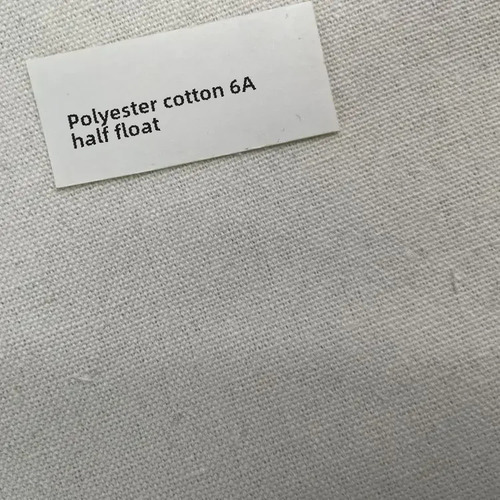 Polyester cotton 6A
half float